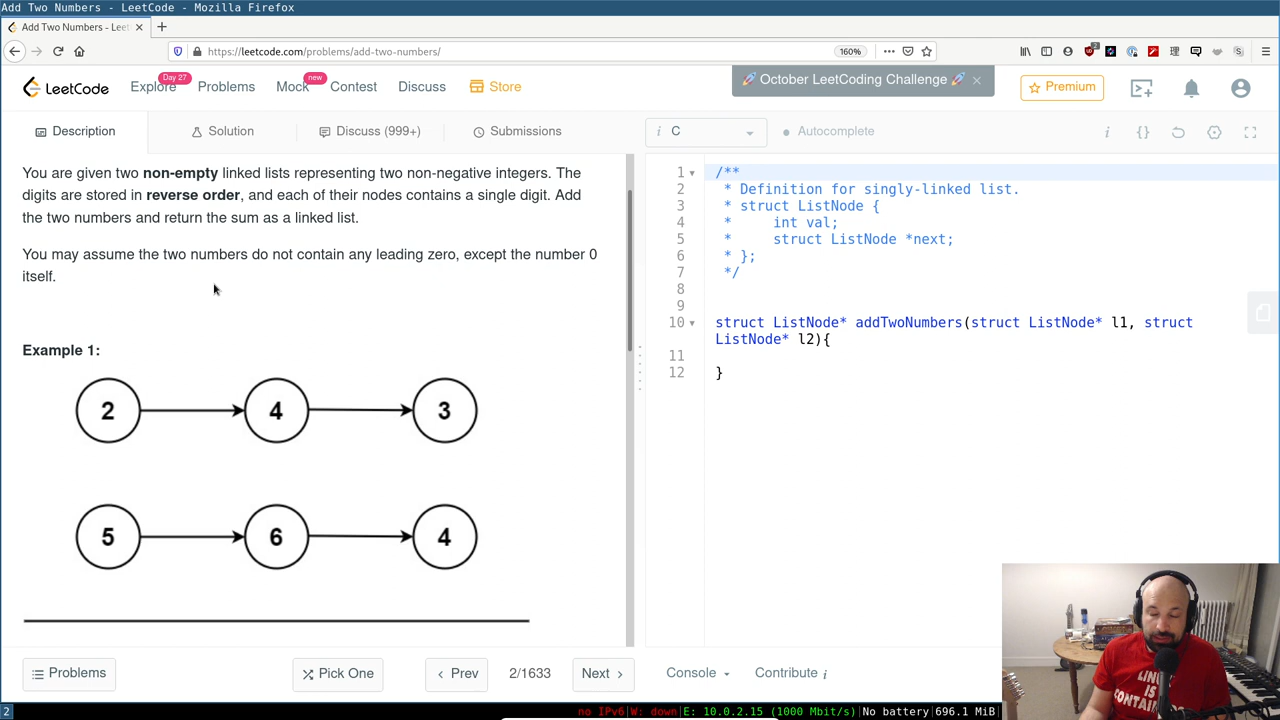 Add Two Numbers - LeetCode - Mozilla Firefox
Add Two Numbers - Leet
https://leetcode.com/problems/add-two-numbers/
160%
LeetCode
Explore
Day 27
Problems
Mock
new
Contest
Discuss
Store
🚀 October LeetCoding Challenge 🚀
Premium
Description
Solution
Discuss (999+)
Submissions
i C
Autocomplete
You are given two non-empty linked lists representing two non-negative integers. The
digits are stored in reverse order, and each of their nodes contains a single digit. Add
the two numbers and return the sum as a linked list.
You may assume the two numbers do not contain any leading zero, except the number 0
itself.
Example 1:
2 4 3
5 6 4
1 /**
2 * Definition for singly-linked list.
3 * struct ListNode {
4 * int val;
5 * struct ListNode *next;
6 * };
7 */
8
9
10 struct ListNode* addTwoNumbers(struct ListNode* l1, struct
ListNode* l2){
11
12 }
Problems
Pick One
Prev
2/1633
Next
Console
Contribute i
2
no IPv6|W: down|E: 10.0.2.15 (1000 Mbit/s)|No battery|696.1 MiB